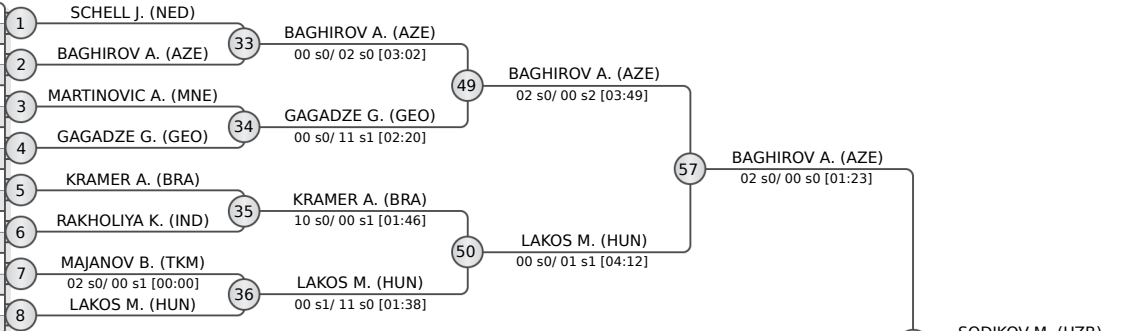 1
SCHELL J. (NED)
2
BAGHIROV A. (AZE)
33
BAGHIROV A. (AZE)
00 s0/ 02 s0 [03:02]
3
MARTINOVIC A. (MNE)
4
GAGADZE G. (GEO)
34
GAGADZE G. (GEO)
00 s0/ 11 s1 [02:20]
49
BAGHIROV A. (AZE)
02 s0/ 00 s2 [03:49]
5
KRAMER A. (BRA)
6
RAKHOLIYA K. (IND)
35
KRAMER A. (BRA)
10 s0/ 00 s1 [01:46]
7
MAJANOV B. (TKM)
02 s0/ 00 s1 [00:00]
8
LAKOS M. (HUN)
36
LAKOS M. (HUN)
00 s1/ 11 s0 [01:38]
50
LAKOS M. (HUN)
00 s0/ 01 s1 [04:12]
57
BAGHIROV A. (AZE)
02 s0/ 00 s0 [01:23]
SODIKOV M. (UZB)